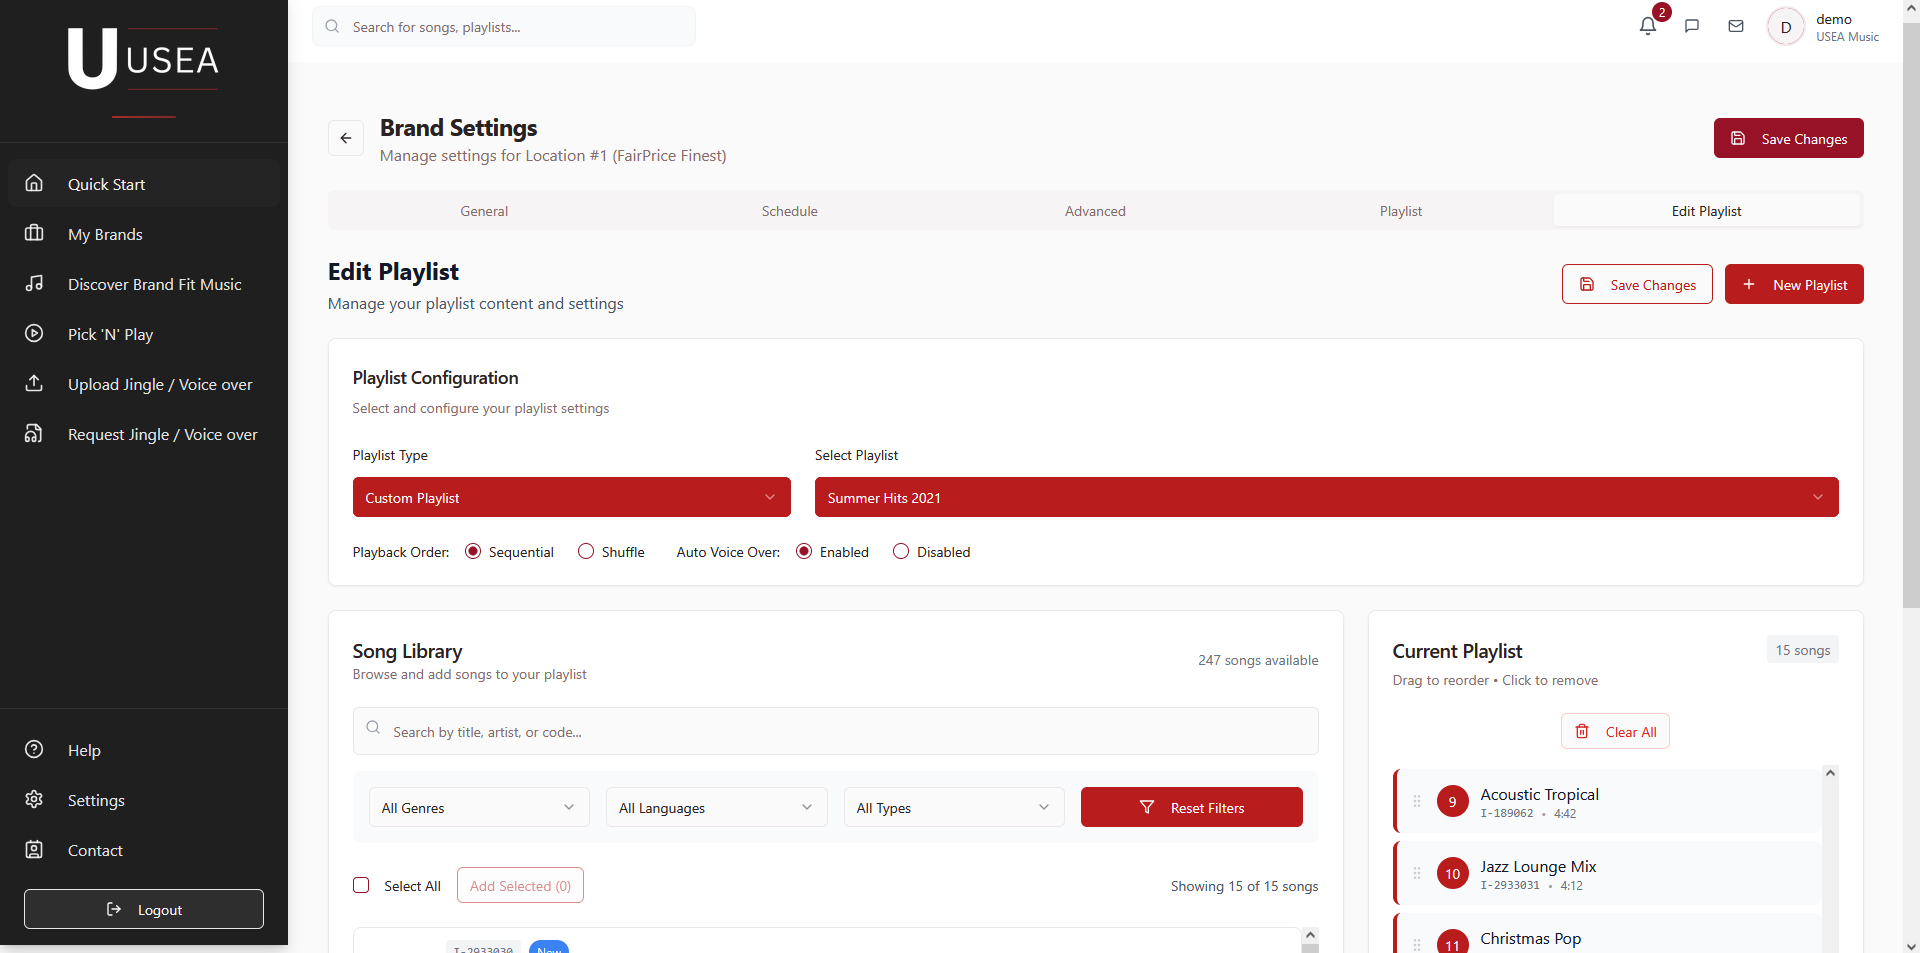 U USEA
Quick Start
My Brands
Discover Brand Fit Music
Pick 'N' Play
Upload Jingle / Voice over
Request Jingle / Voice over
Help
Settings
Contact
Logout
Search for songs, playlists...
2
D
demo
USEA Music
Brand Settings
Manage settings for Location #1 (FairPrice Finest)
Save Changes
General
Schedule
Advanced
Playlist
Edit Playlist
Edit Playlist
Manage your playlist content and settings
Save Changes
New Playlist
Playlist Configuration
Select and configure your playlist settings
Playlist Type
Select Playlist
Custom Playlist
Summer Hits 2021
Playback Order: Sequential Shuffle Auto Voice Over: Enabled Disabled
Song Library
Browse and add songs to your playlist
247 songs available
Search by title, artist, or code...
All Genres
All Languages
All Types
Reset Filters
Select All
Add Selected (0)
Showing 15 of 15 songs
I-2933030 New
Current Playlist
15 songs
Drag to reorder • Click to remove
Clear All
9
Acoustic Tropical
I-189062 • 4:42
10
Jazz Lounge Mix
I-2933031 • 4:12
11
Christmas Pop